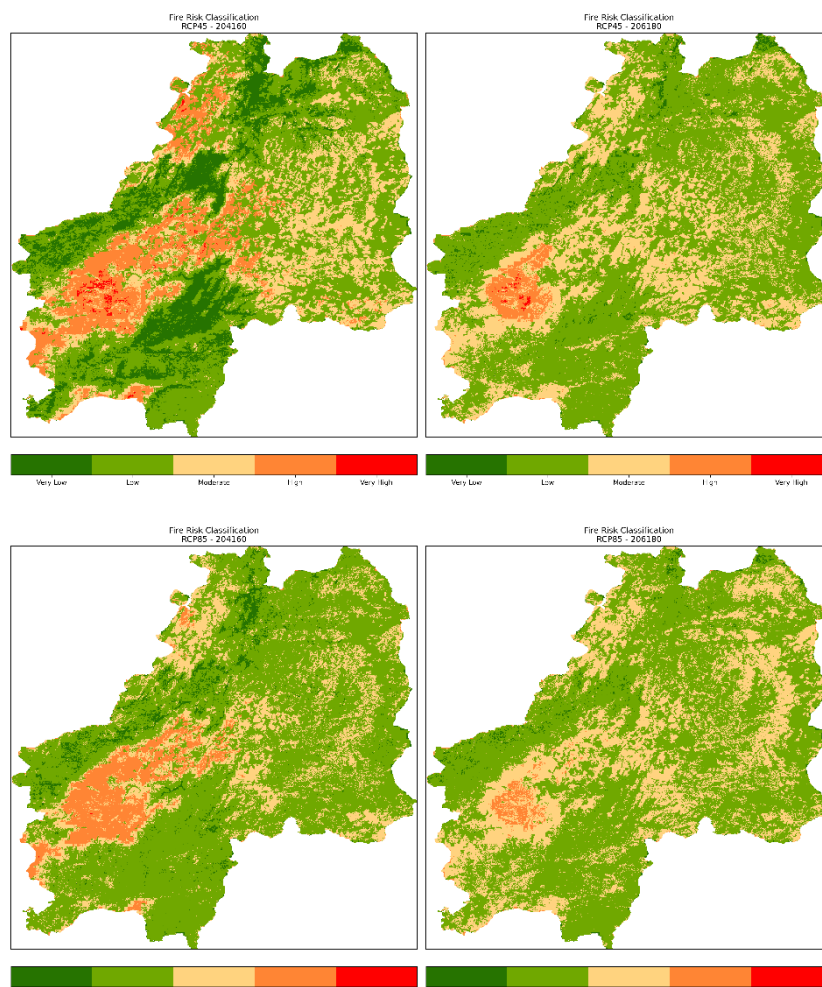 Fire Risk Classification
RCP45 - 204160
Fire Risk Classification
RCP45 - 206180
Very Low
Low
Moderate
High
Very High
Very Low
Low
Moderate
High
Very High
Fire Risk Classification
RCP85 - 204160
Fire Risk Classification
RCP85 - 206180